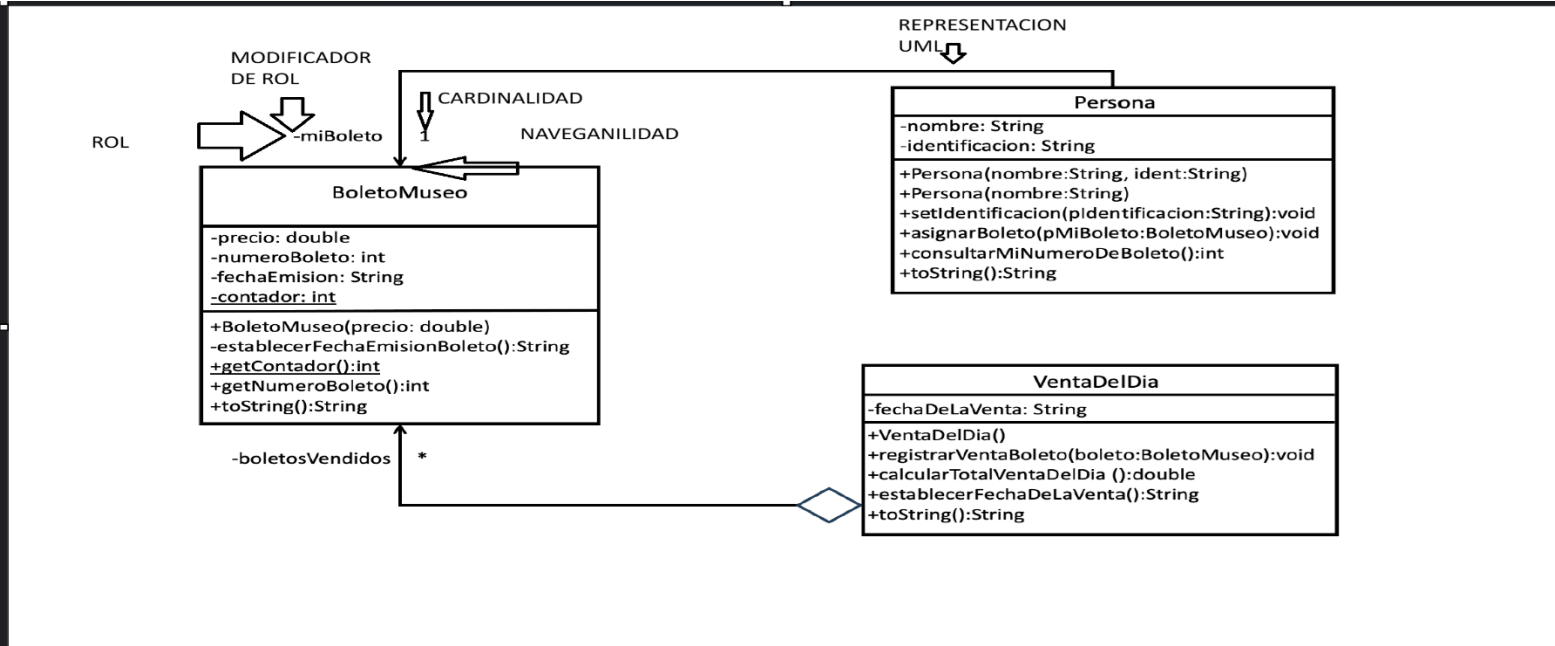 REPRESENTACION
UML
MODIFICADOR
DE ROL
CARDINALIDAD
ROL
-miBoleto
1
NAVEGANILIDAD
Persona
-nombre: String
-identificacion: String
+Persona(nombre:String, ident:String)
+Persona(nombre:String)
+setIdentificacion(pIdentificacion:String):void
+asignarBoleto(pMiBoleto:BoletoMuseo):void
+consultarMiNumeroDeBoleto():int
+toString():String
BoletoMuseo
-precio: double
-numeroBoleto: int
-fechaEmision: String
-contador: int
+BoletoMuseo(precio: double)
-establecerFechaEmisionBoleto():String
+getContador():int
+getNumeroBoleto():int
+toString():String
-boletosVendidos
*
VentaDelDia
-fechaDeLaVenta: String
+VentaDelDia()
+registrarVentaBoleto(boleto:BoletoMuseo):void
+calcularTotalVentaDelDia ():double
+establecerFechaDeLaVenta():String
+toString():String